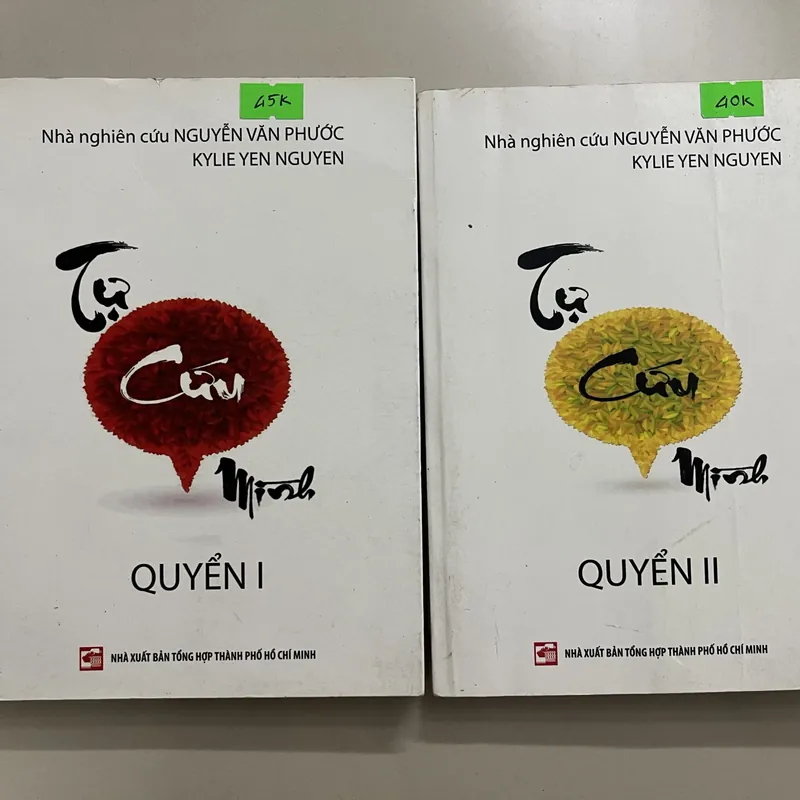 45K
Nhà nghiên cứu NGUYỄN VĂN PHƯỚC
KYLIE YEN NGUYEN
Tự
Cứu
Mình
QUYỂN I
NHÀ XUẤT BẢN TỔNG HỢP THÀNH PHỐ HỒ CHÍ MINH
40K
Nhà nghiên cứu NGUYỄN VĂN PHƯỚC
KYLIE YEN NGUYEN
Tự
Cứu
Mình
QUYỂN II
NHÀ XUẤT BẢN TỔNG HỢP THÀNH PHỐ HỒ CHÍ MINH